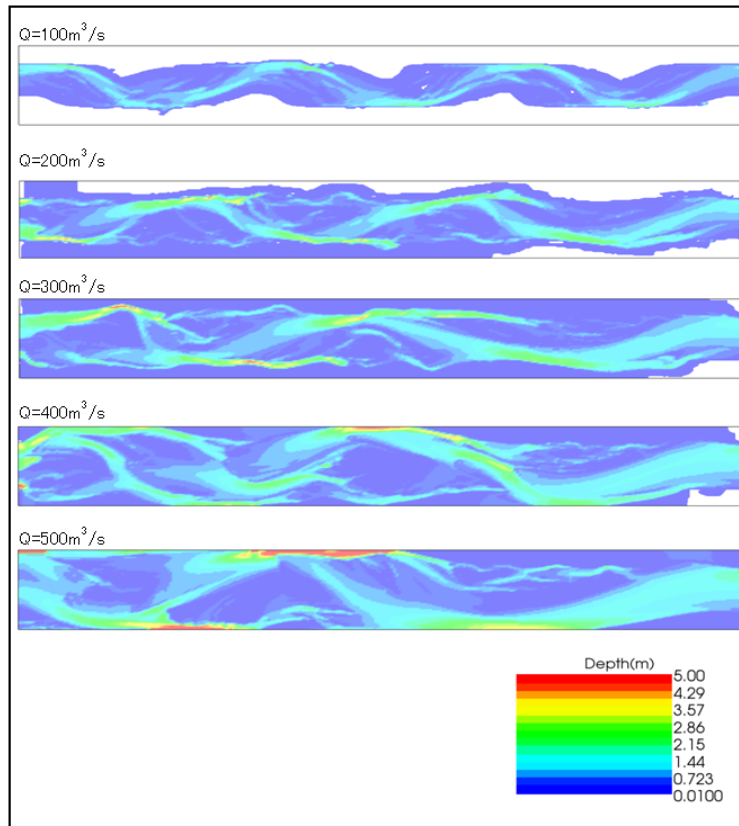 Q=100m³/s
Q=200m³/s
Q=300m³/s
Q=400m³/s
Q=500m³/s
Depth(m)
5.00
4.29
3.57
2.86
2.15
1.44
0.723
0.0100